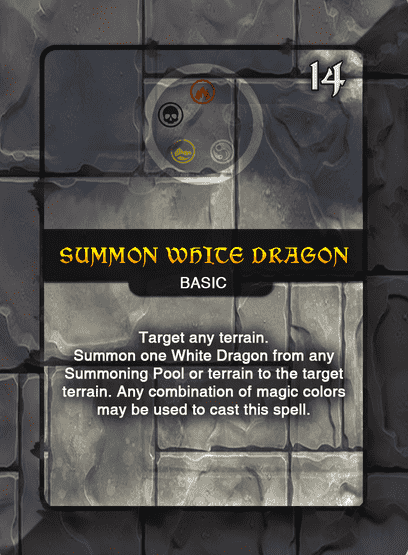 14
SUMMON WHITE DRAGON
BASIC
Target any terrain.
Summon one White Dragon from any
Summoning Pool or terrain to the target
terrain. Any combination of magic colors
may be used to cast this spell.